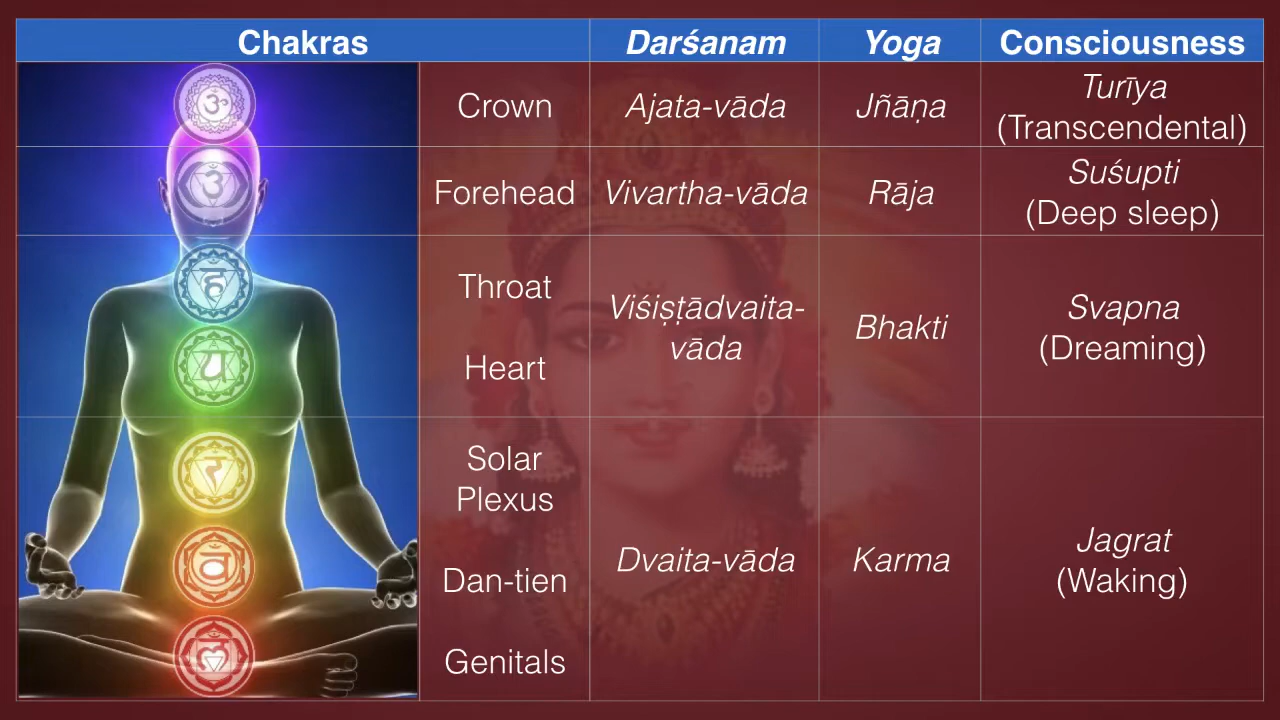 Chakras Darśanam Yoga Consciousness
ॐ
Crown Ajata-vāda Jñāṇa Turīya
(Transcendental)
Forehead Vivartha-vāda Rāja Suśupti
(Deep sleep)
हं
Throat
यं
Heart
Viśiṣṭādvaita-
vāda
Bhakti
Svapna
(Dreaming)
रं
Solar
Plexus
वं
Dan-tien
लं
Genitals
Dvaita-vāda
Karma
Jagrat
(Waking)